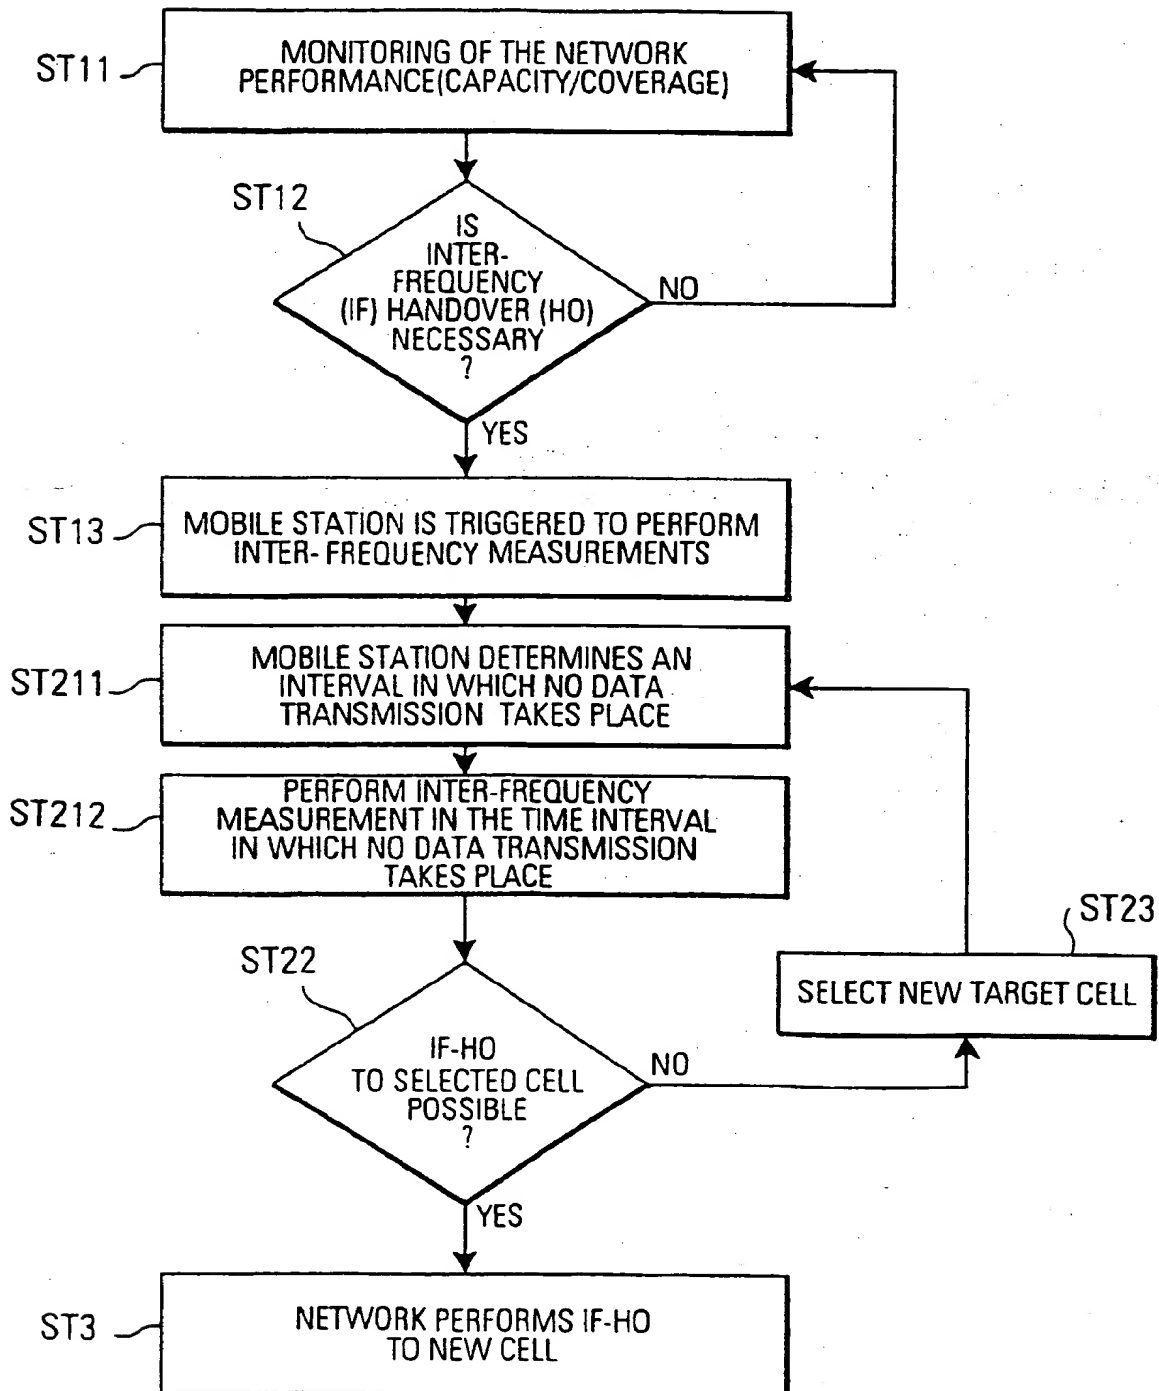 ST11
MONITORING OF THE NETWORK
PERFORMANCE(CAPACITY/COVERAGE)
ST12
IS
INTER-
FREQUENCY
(IF) HANDOVER (HO)
NECESSARY
?
NO
YES
ST13
MOBILE STATION IS TRIGGERED TO PERFORM
INTER- FREQUENCY MEASUREMENTS
ST211
MOBILE STATION DETERMINES AN
INTERVAL IN WHICH NO DATA
TRANSMISSION TAKES PLACE
ST212
PERFORM INTER-FREQUENCY
MEASUREMENT IN THE TIME INTERVAL
IN WHICH NO DATA TRANSMISSION
TAKES PLACE
ST23
SELECT NEW TARGET CELL
ST22
IF-HO
TO SELECTED CELL
POSSIBLE
?
NO
YES
ST3
NETWORK PERFORMS IF-HO
TO NEW CELL